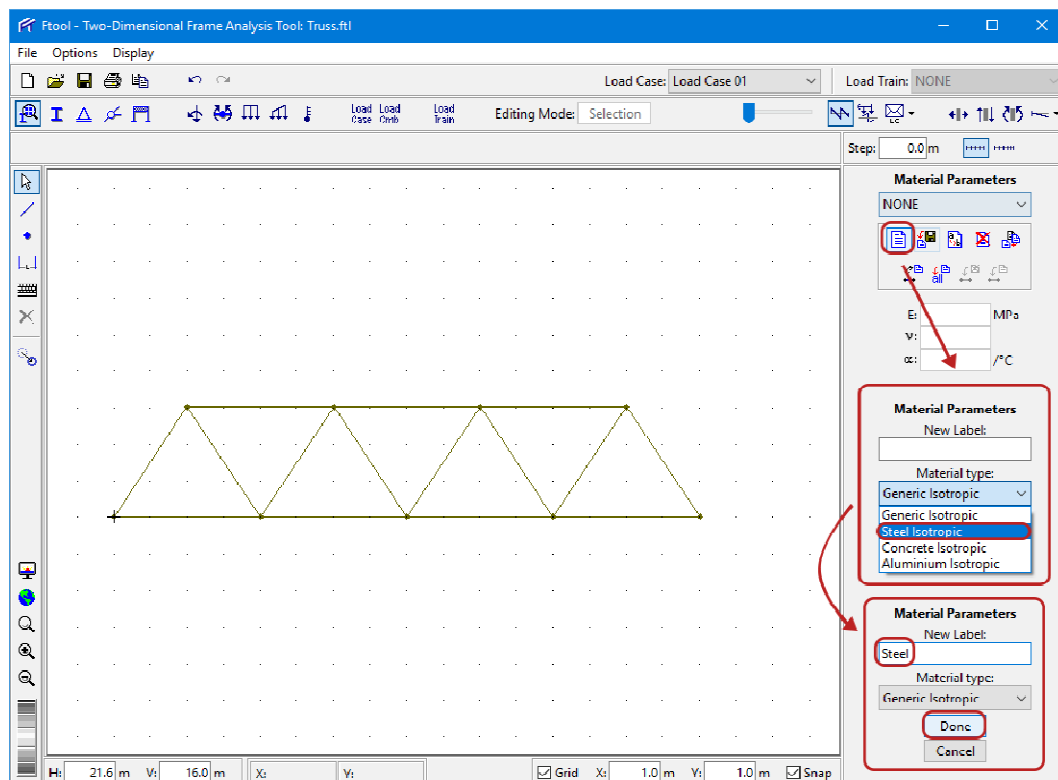 Ftool - Two-Dimensional Frame Analysis Tool: Truss.ftl
File Options Display
Load Case: Load Case 01 Load Train: NONE
Load Case Load Cmb Load Train Editing Mode: Selection LC
Step: 0.0 m
Material Parameters
NONE
all
E: MPa
ν:
α: /°C
Material Parameters
New Label:
Material type:
Generic Isotropic
Generic Isotropic
Steel Isotropic
Concrete Isotropic
Aluminium Isotropic
Material Parameters
New Label:
Steel
Material type:
Generic Isotropic
Done
Cancel
H: 21.6 m V: 16.0 m X: Y: Grid X: 1.0 m Y: 1.0 m Snap